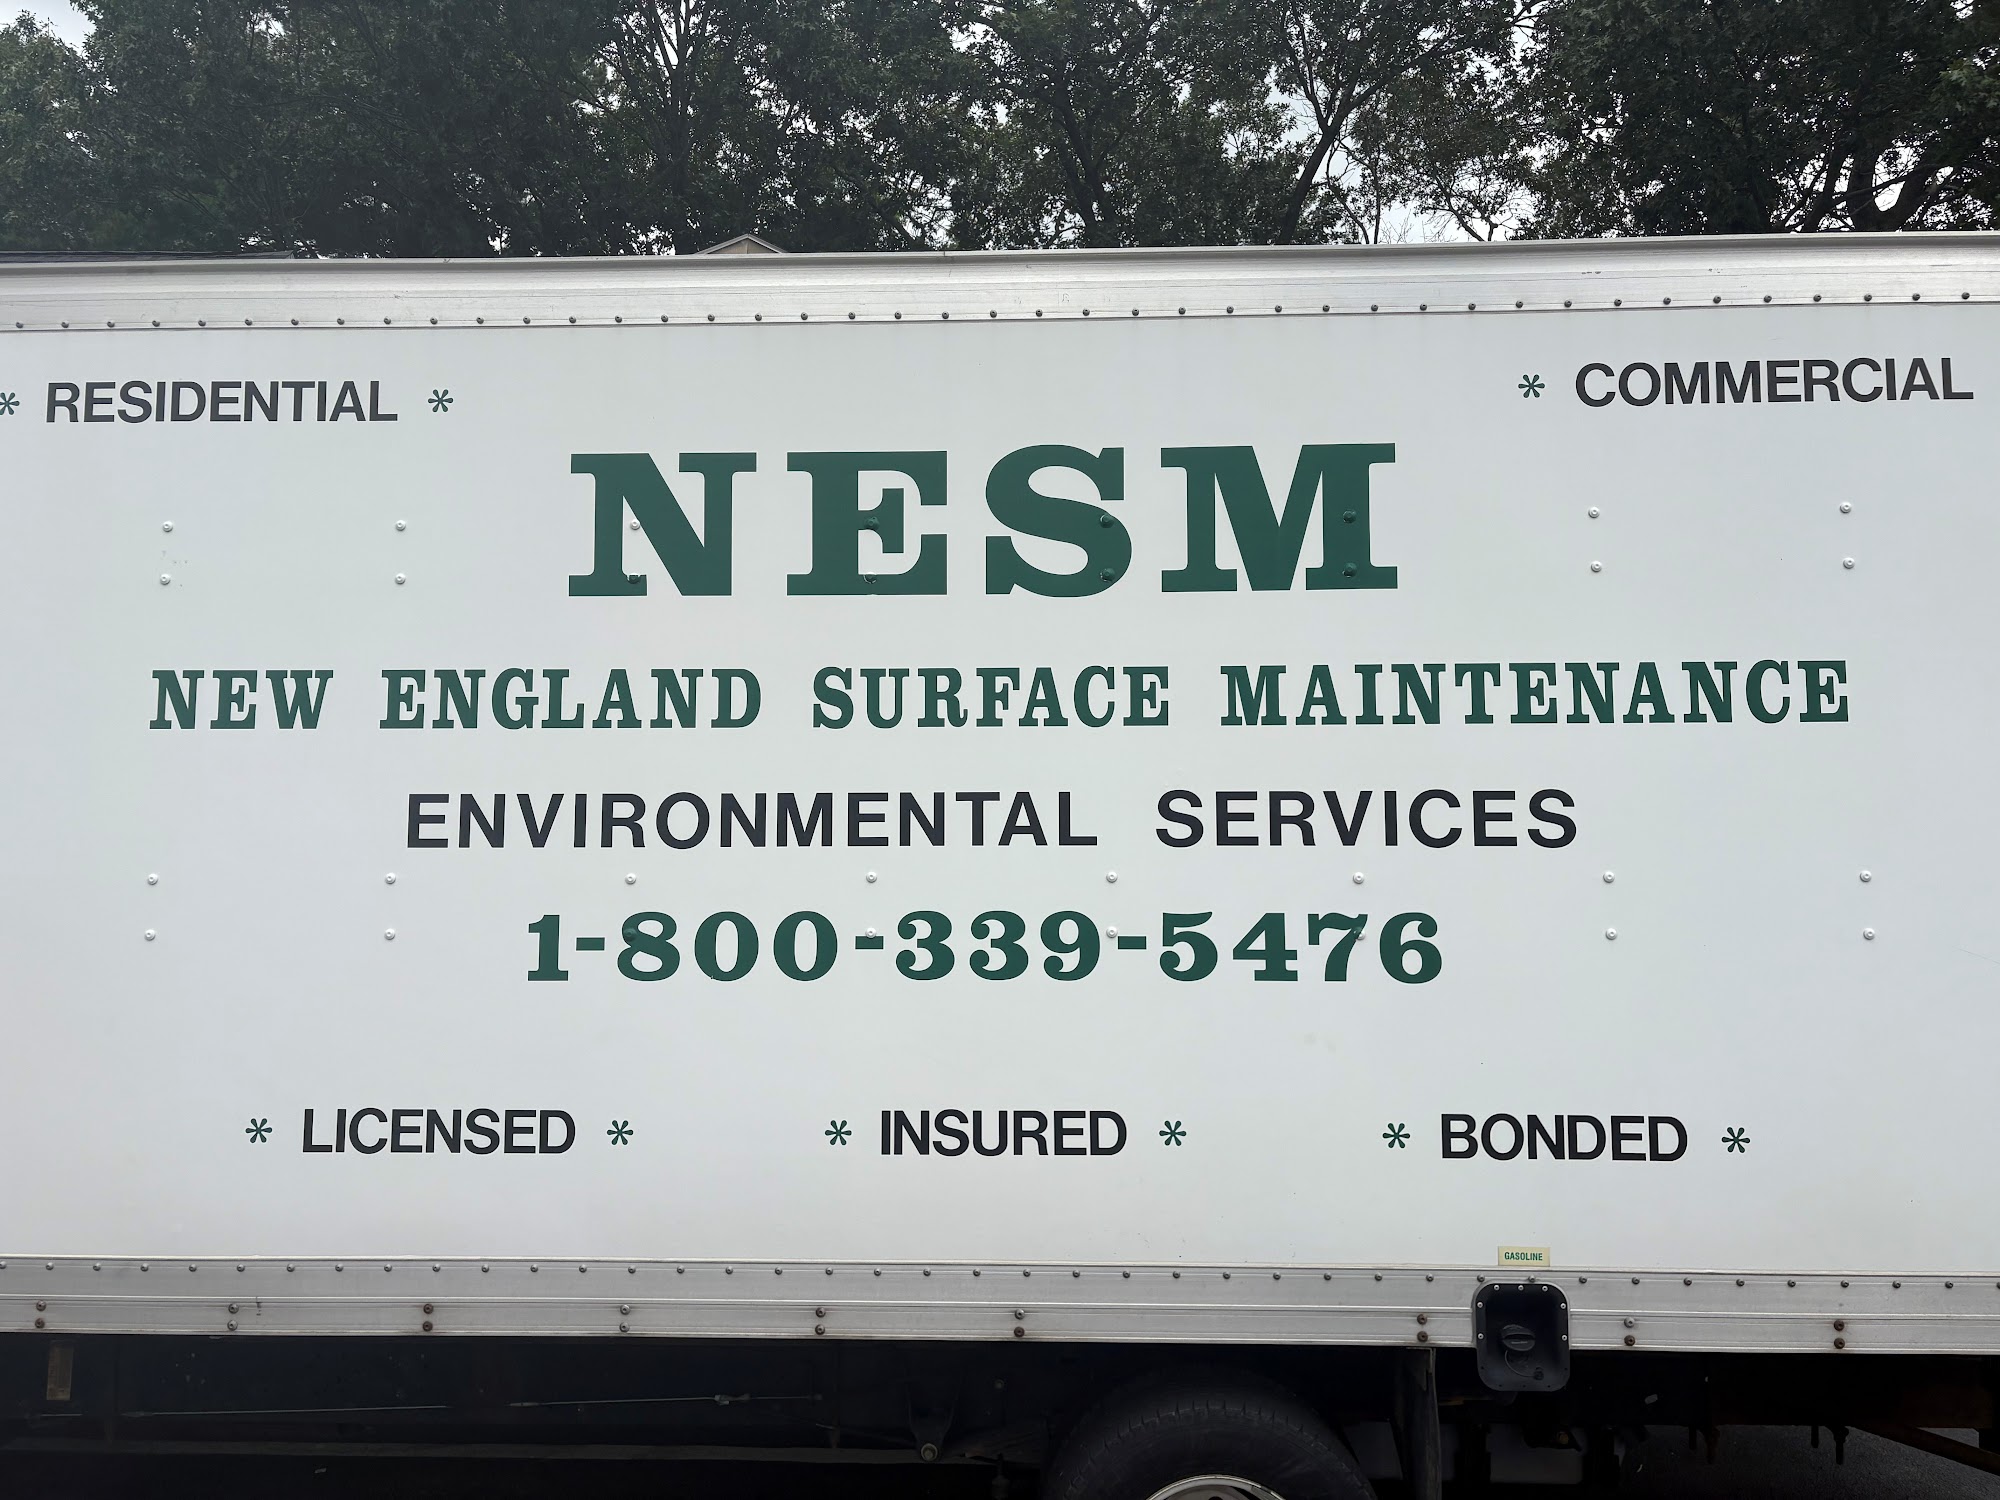 * RESIDENTIAL * * COMMERCIAL
NESM
NEW ENGLAND SURFACE MAINTENANCE
ENVIRONMENTAL SERVICES
1-800-339-5476
* LICENSED * * INSURED * * BONDED *
GASOLINE